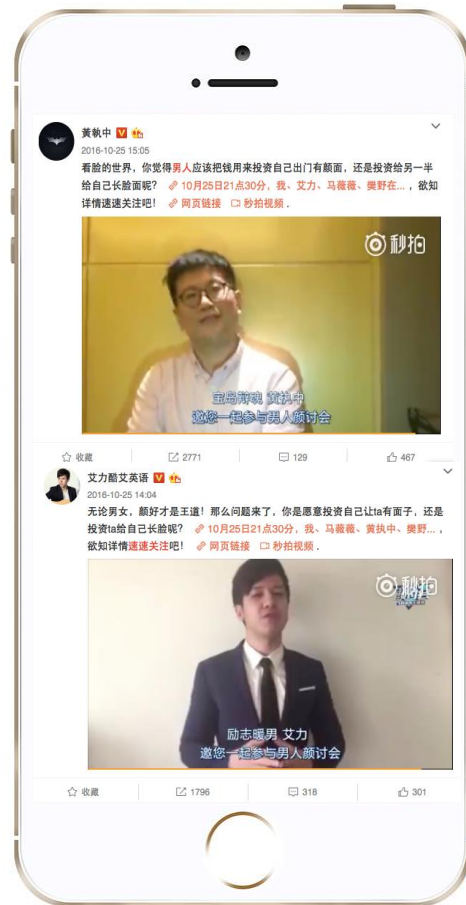 黃執中
2016-10-25 15:05
看脸的世界，你觉得男人应该把钱用来投资自己出门有颜面，还是投资给另一半
给自己长脸面呢？ 10月25日21点30分，我、艾力、马薇薇、樊野在... ，欲知
详情速速关注吧！ 网页链接 秒拍视频 .
秒拍
宝岛辩魂 黄执中
邀您一起参与男人颜讨会
收藏 2771 129 467
艾力酷艾英语
2016-10-25 14:04
无论男女，颜好才是王道！那么问题来了，你是愿意投资自己让ta有面子，还是
投资ta给自己长脸呢？ 10月25日21点30分，我、马薇薇、黄执中、樊野... ，
欲知详情速速关注吧！ 网页链接 秒拍视频 .
秒拍
励志暖男 艾力
邀您一起参与男人颜讨会
收藏 1796 318 301